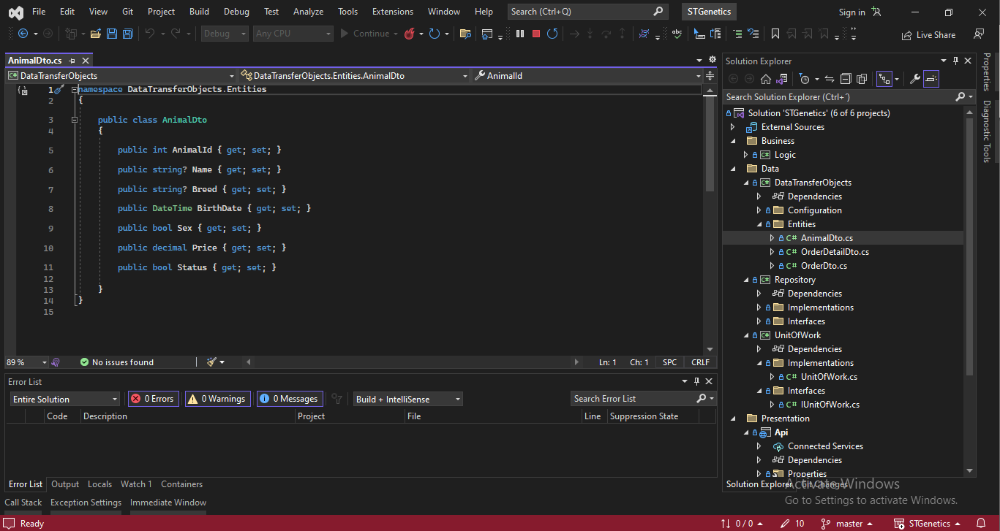 File Edit View Git Project Build Debug Test Analyze Tools Extensions Window Help Search (Ctrl+Q) STGenetics Sign in
Debug Any CPU Continue Live Share
AnimalDto.cs
DataTransferObjects DataTransferObjects.Entities.AnimalDto AnimalId
1 namespace DataTransferObjects.Entities
2 {
3 public class AnimalDto
4 {
5 public int AnimalId { get; set; }
6 public string? Name { get; set; }
7 public string? Breed { get; set; }
8 public DateTime BirthDate { get; set; }
9 public bool Sex { get; set; }
10 public decimal Price { get; set; }
11 public bool Status { get; set; }
12
13 }
14 }
15
89 % No issues found Ln: 1 Ch: 1 SPC CRLF
Error List
Entire Solution 0 Errors 0 Warnings 0 Messages Build + IntelliSense Search Error List
Code Description Project File Line Suppression State
Error List Output Locals Watch 1 Containers
Call Stack Exception Settings Immediate Window
Solution Explorer
Search Solution Explorer (Ctrl+´)
Solution 'STGenetics' (6 of 6 projects)
External Sources
Business
C# Logic
Data
C# DataTransferObjects
Dependencies
Configuration
Entities
C# AnimalDto.cs
C# OrderDetailDto.cs
C# OrderDto.cs
C# Repository
Dependencies
Implementations
Interfaces
C# UnitOfWork
Dependencies
Implementations
C# UnitOfWork.cs
Interfaces
C# IUnitOfWork.cs
Presentation
Api
Connected Services
Dependencies
Properties
Solution Explorer Git Changes
Activate Windows
Go to Settings to activate Windows.
Properties
Diagnostic Tools
Ready 0 / 0 10 master STGenetics